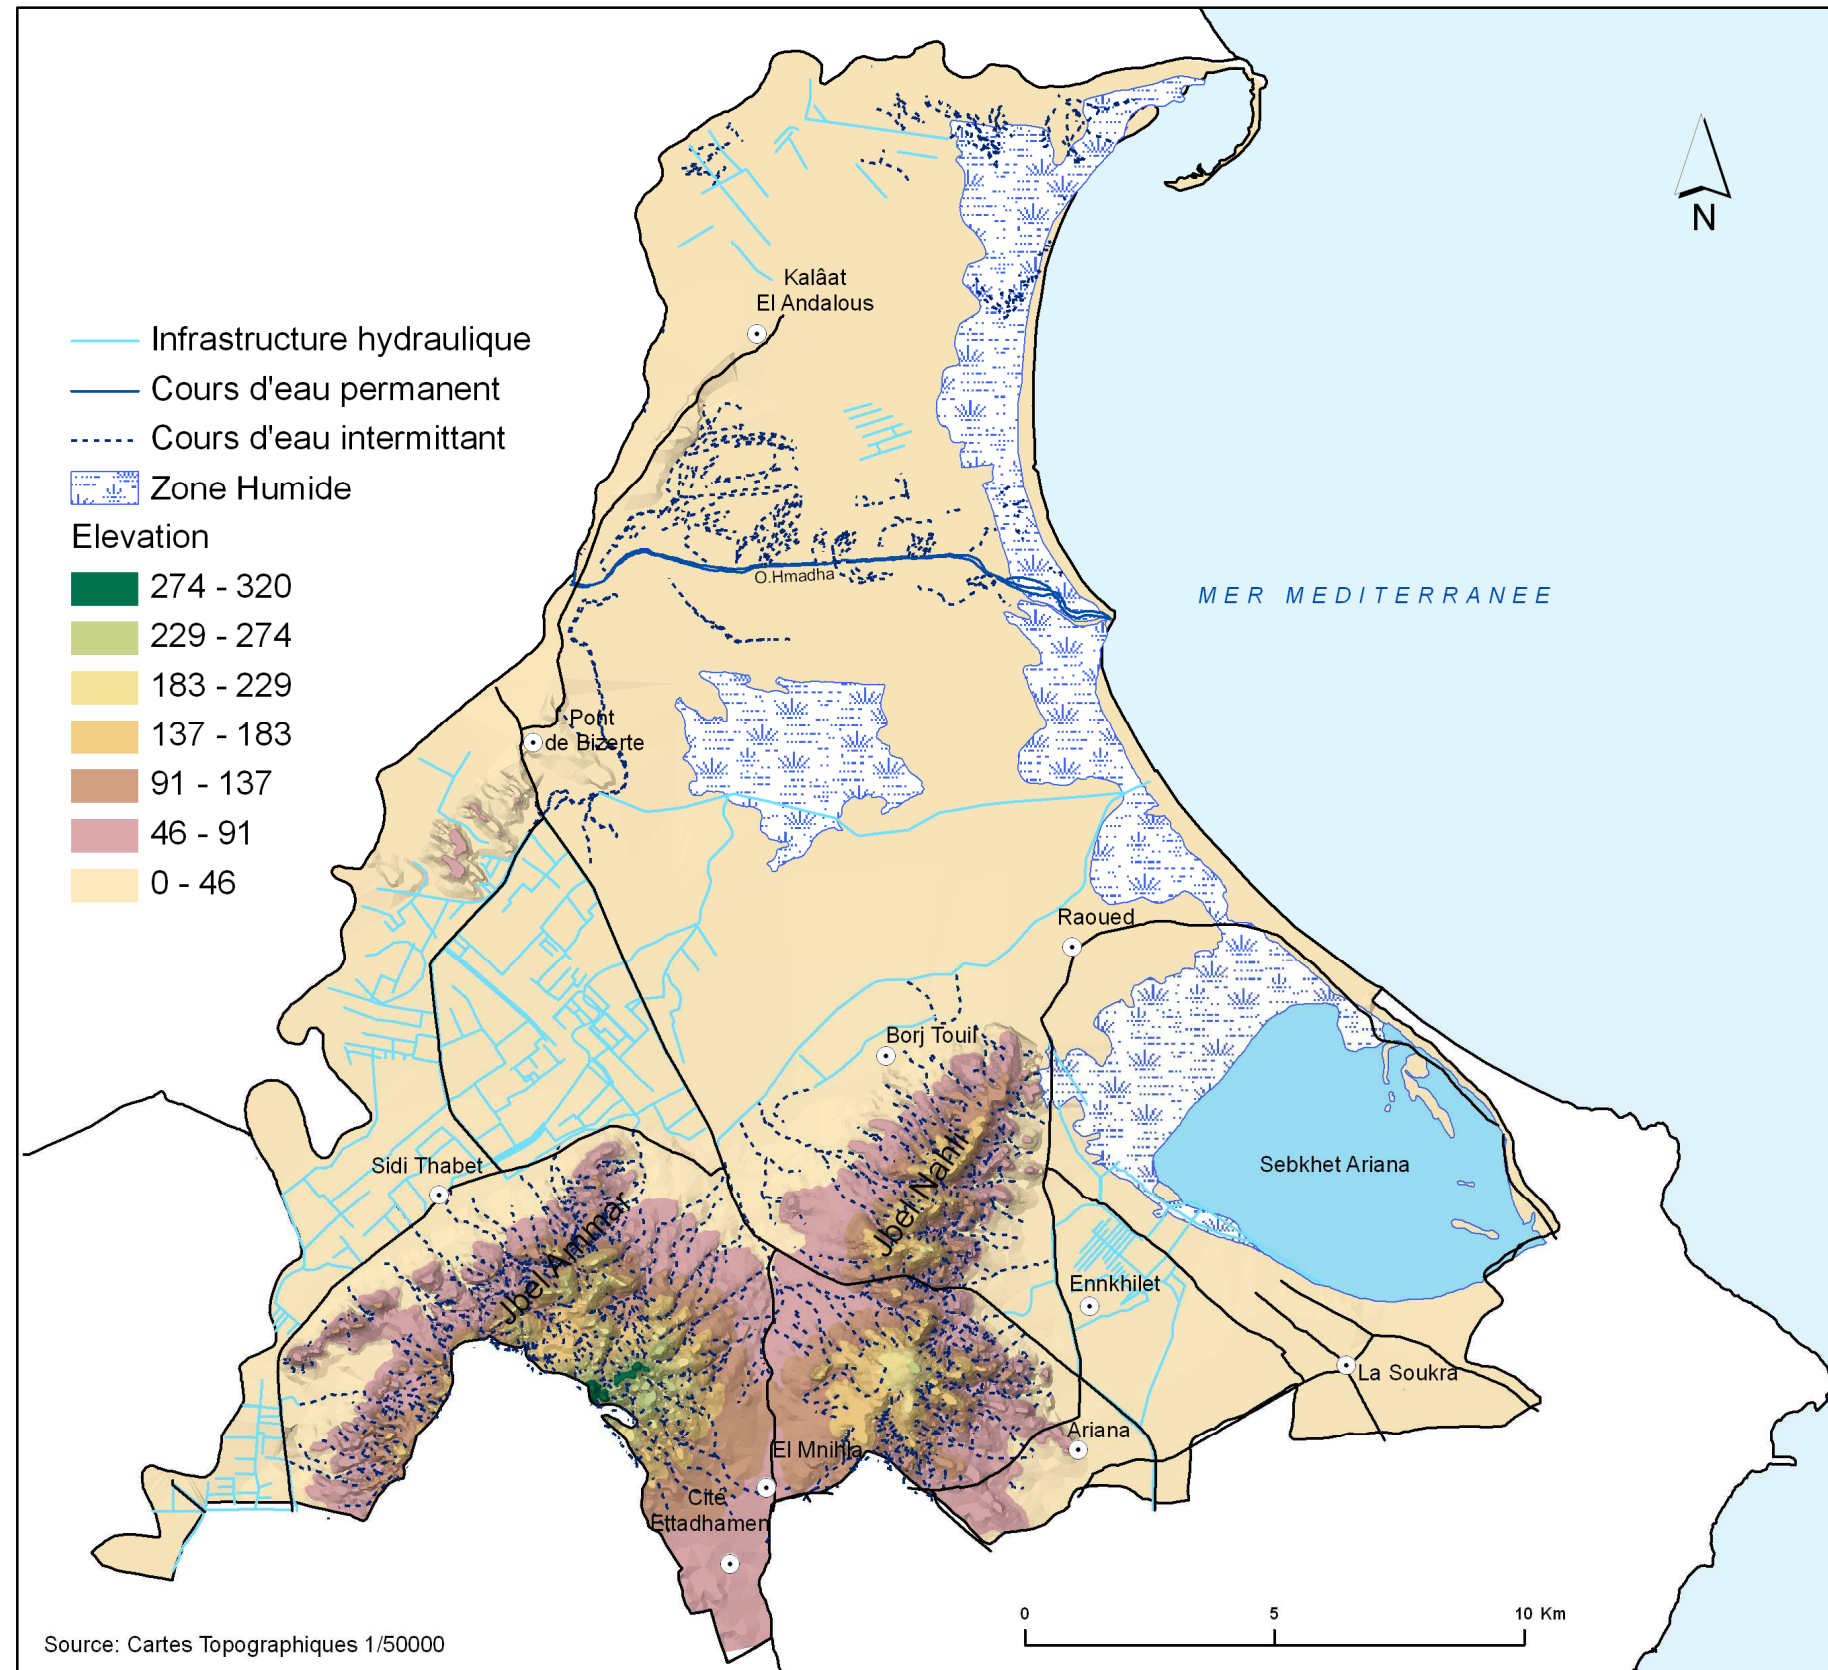 N
Kalâat
El Andalous
Infrastructure hydraulique
Cours d'eau permanent
Cours d'eau intermittant
Zone Humide
Elevation
274 - 320
229 - 274
183 - 229
137 - 183
91 - 137
46 - 91
0 - 46
O.Hmadha
MER MEDITERRANEE
Pont
de Bizerte
Raoued
Borj Touil
Sidi Thabet
Jbel Ammar
Jbel Nahli
Sebkhet Ariana
Ennkhilet
La Soukra
Ariana
El Mnihla
Cité
Ettadhamen
0 5 10 Km
Source: Cartes Topographiques 1/50000